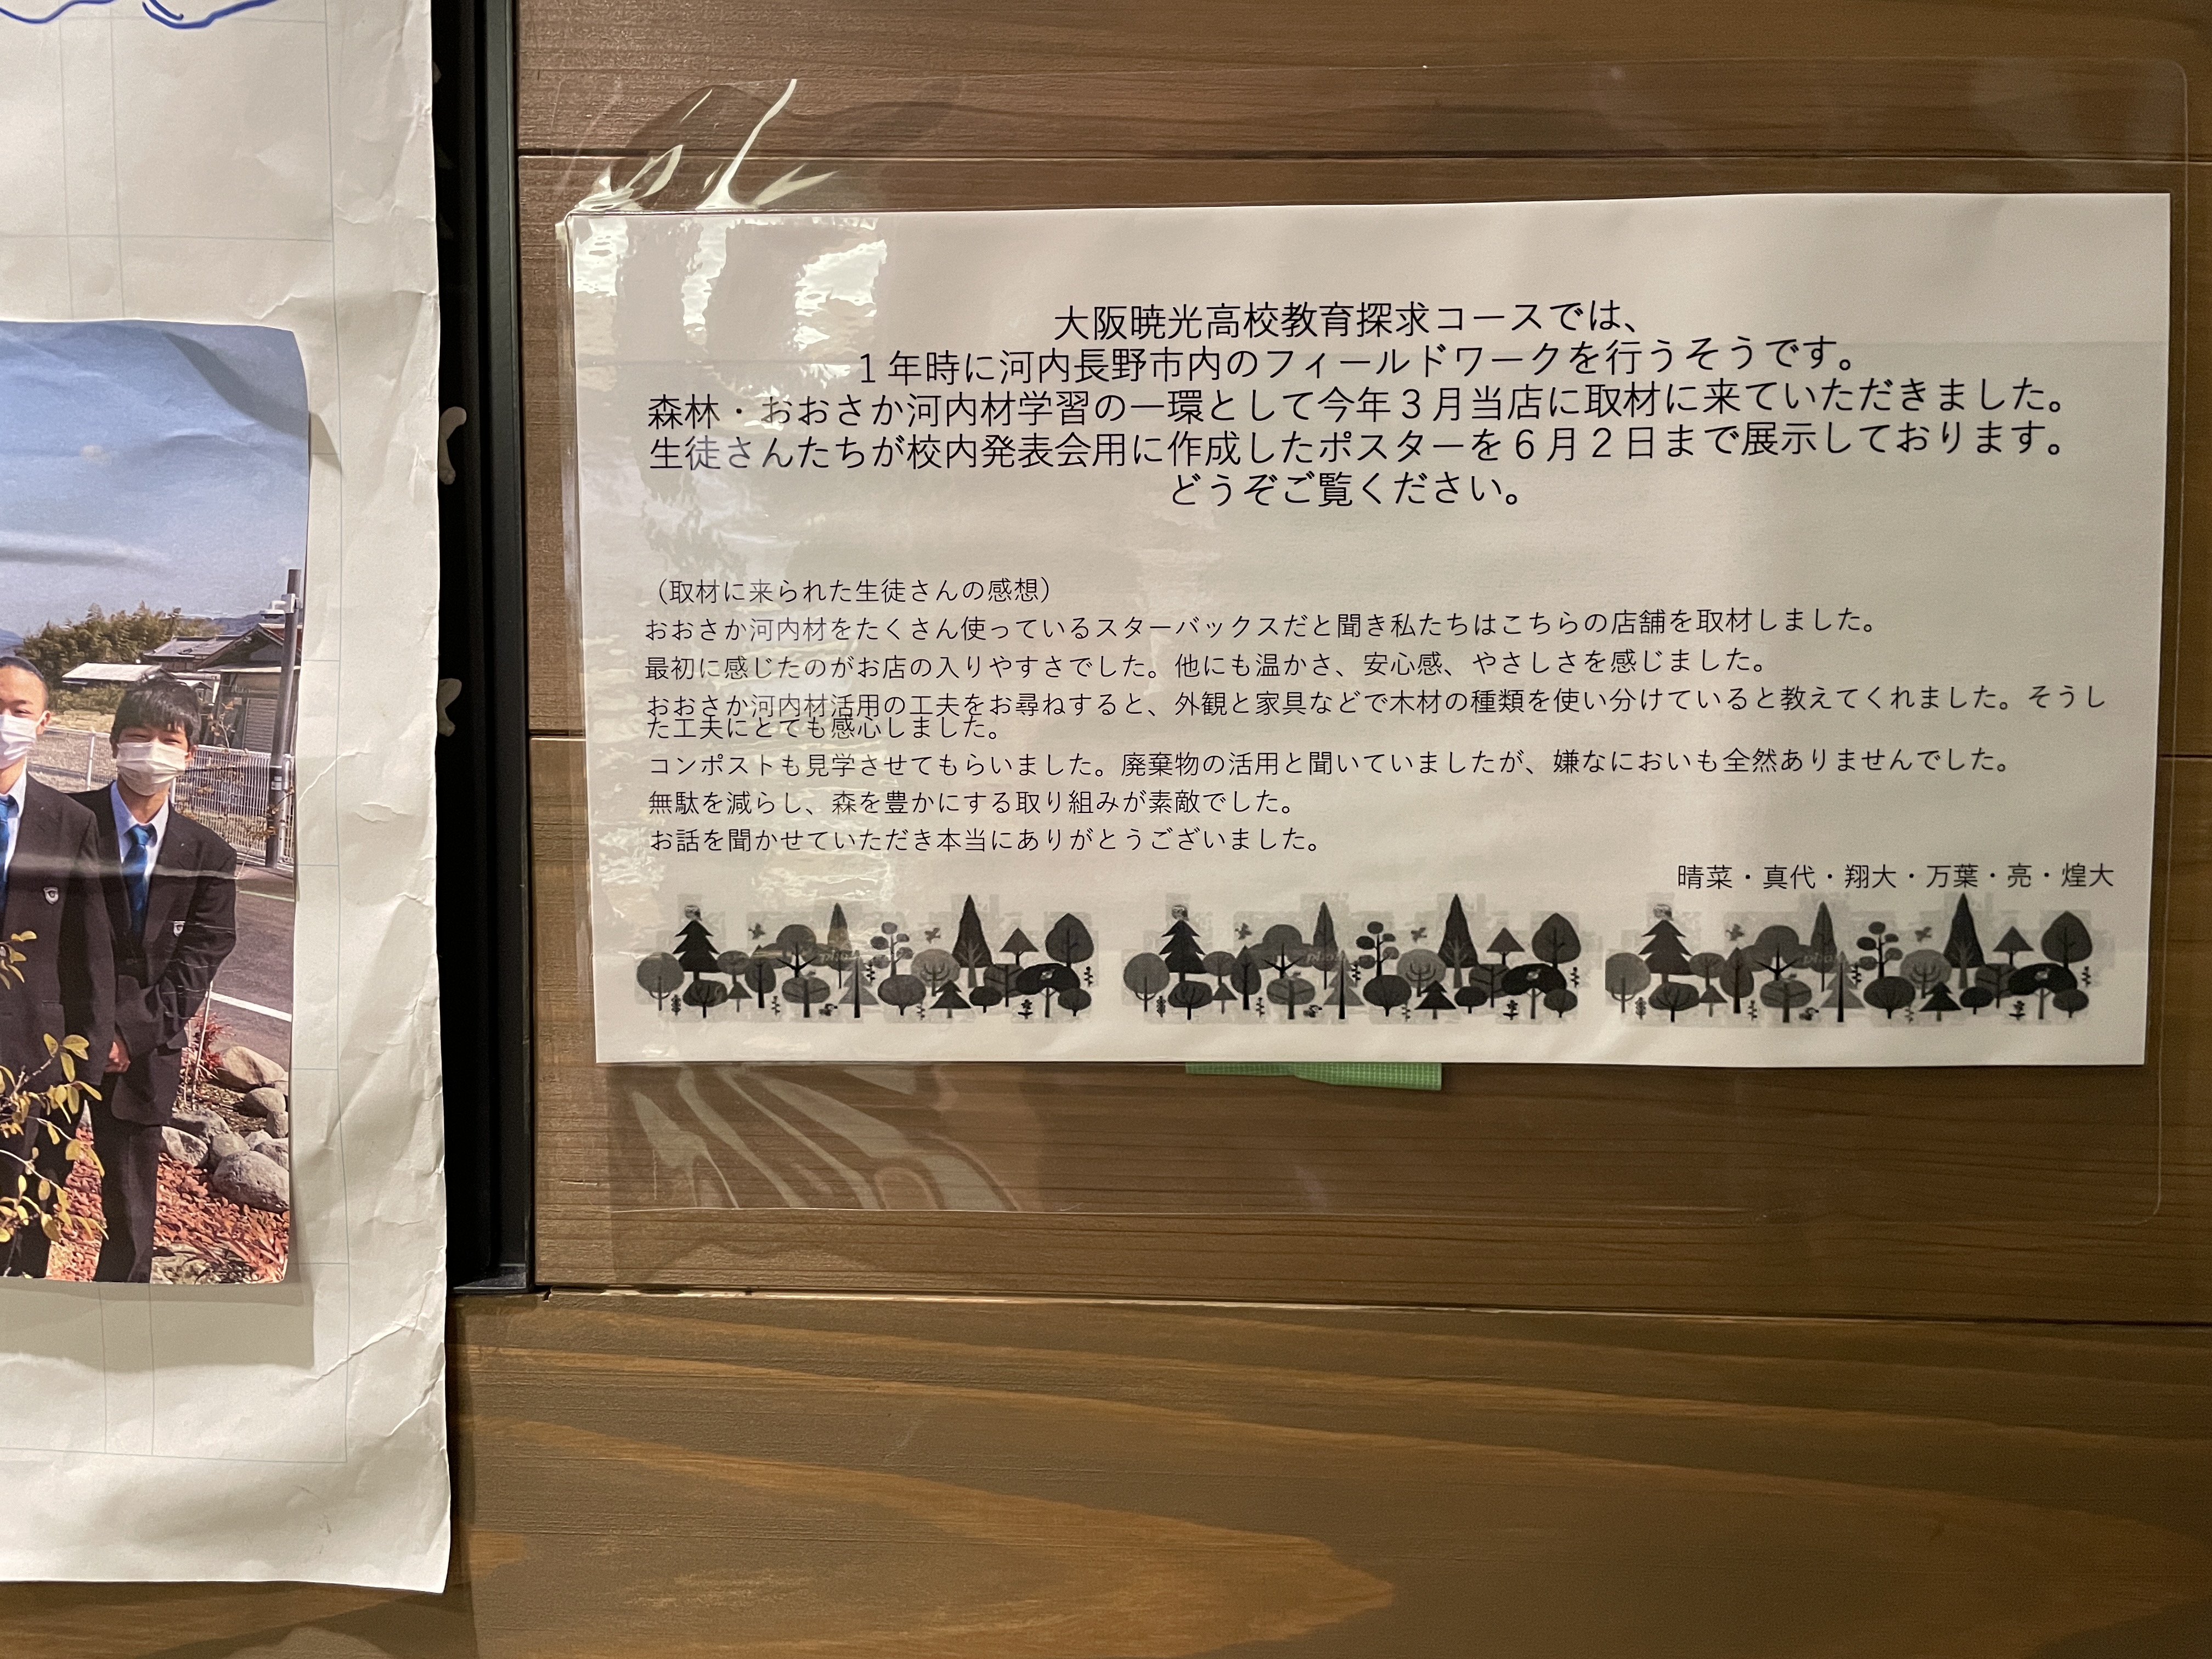 大阪暁光高校教育探求コースでは、
１年時に河内長野市内のフィールドワークを行うそうです。
森林・おおさか河内材学習の一環として今年３月当店に取材に来ていただきました。
生徒さんたちが校内発表会用に作成したポスターを６月２日まで展示しております。
どうぞご覧ください。
（取材に来られた生徒さんの感想）
おおさか河内材をたくさん使っているスターバックスだと聞き私たちはこちらの店舗を取材しました。
最初に感じたのがお店の入りやすさでした。他にも温かさ、安心感、やさしさを感じました。
おおさか河内材活用の工夫をお尋ねすると、外観と家具などで木材の種類を使い分けていると教えてくれました。そうし
た工夫にとても感心しました。
コンポストも見学させてもらいました。廃棄物の活用と聞いていましたが、嫌なにおいも全然ありませんでした。
無駄を減らし、森を豊かにする取り組みが素敵でした。
お話を聞かせていただき本当にありがとうございました。
晴菜・真代・翔大・万葉・亮・煌大